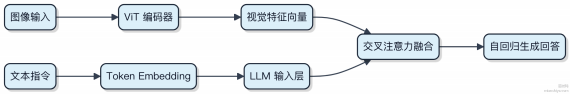 图像输入
ViT 编码器
视觉特征向量
交叉注意力融合
自回归生成回答
文本指令
Token Embedding
LLM 输入层